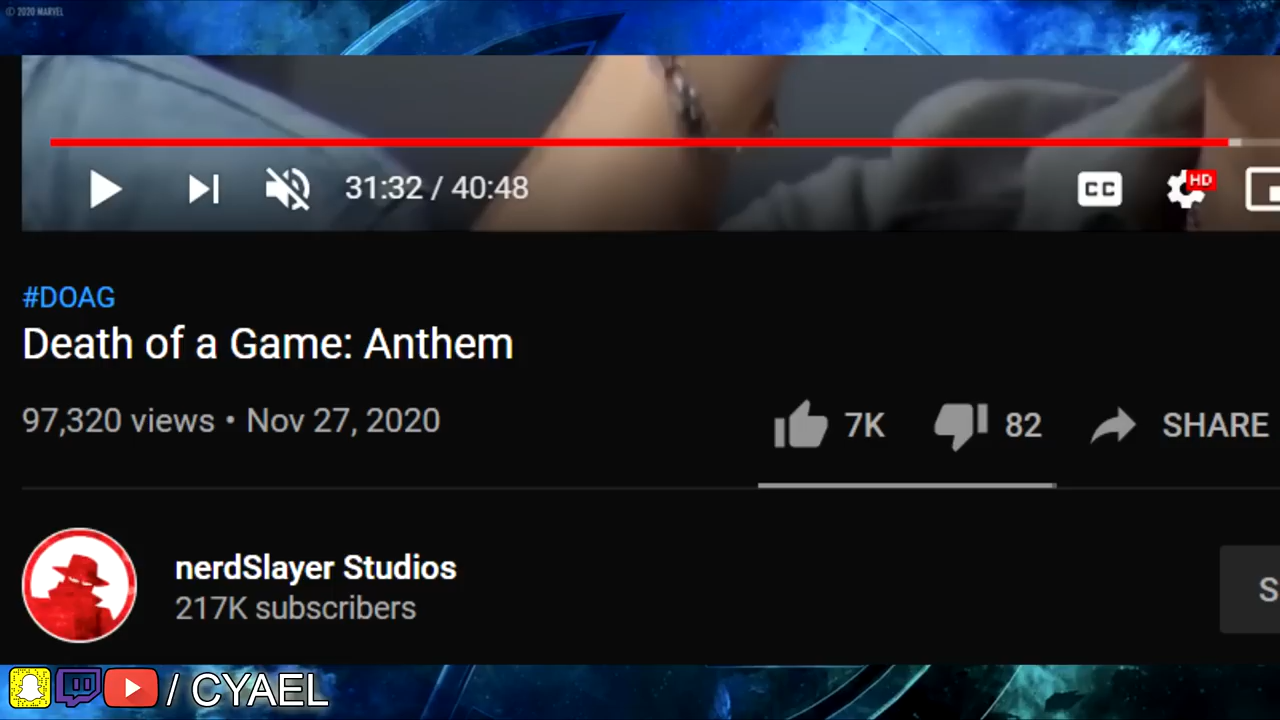 © 2020 MARVEL
31:32 / 40:48
CC
HD
#DOAG
Death of a Game: Anthem
97,320 views • Nov 27, 2020
7K
82
SHARE
nerdSlayer Studios
217K subscribers
S
/ CYAEL